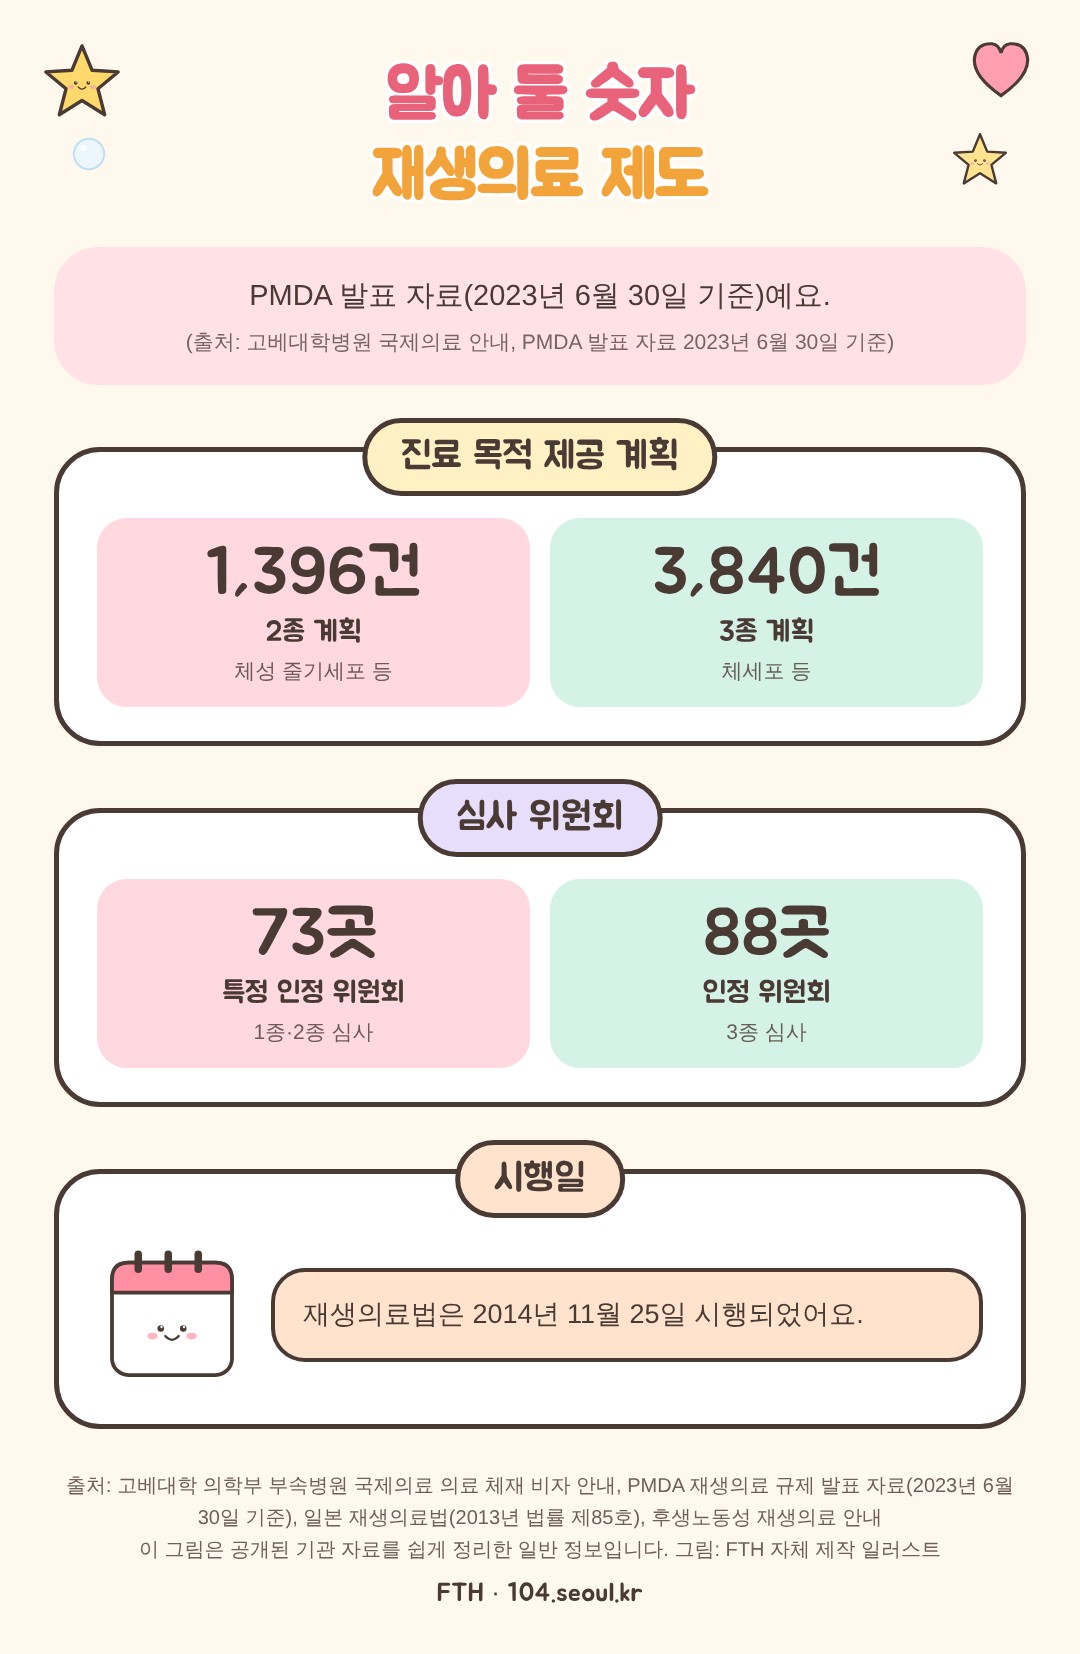 알아 둘 숫자
재생의료 제도
PMDA 발표 자료(2023년 6월 30일 기준)예요.
(출처: 고베대학병원 국제의료 안내, PMDA 발표 자료 2023년 6월 30일 기준)
진료 목적 제공 계획
1,396건
2종 계획
체성 줄기세포 등
3,840건
3종 계획
체세포 등
심사 위원회
73곳
특정 인정 위원회
1종·2종 심사
88곳
인정 위원회
3종 심사
시행일
재생의료법은 2014년 11월 25일 시행되었어요.
출처: 고베대학 의학부 부속병원 국제의료 의료 체재 비자 안내, PMDA 재생의료 규제 발표 자료(2023년 6월
30일 기준), 일본 재생의료법(2013년 법률 제85호), 후생노동성 재생의료 안내
이 그림은 공개된 기관 자료를 쉽게 정리한 일반 정보입니다. 그림: FTH 자체 제작 일러스트
FTH · 104.seoul.kr